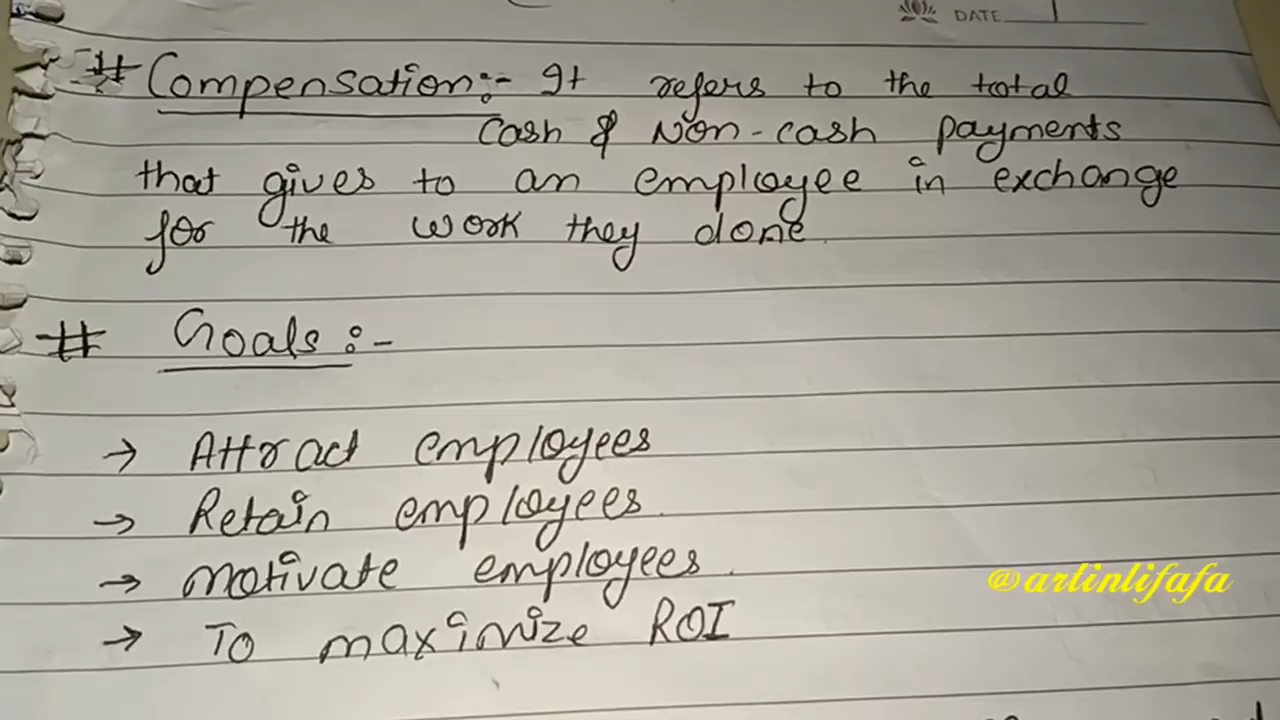 DATE
# Compensation:- It refers to the total
Cash & Non-cash payments
that gives to an employee in exchange
for the work they done.
# Goals:-
→ Attract employees
→ Retain employees.
→ Motivate employees.
→ To maximize ROI
@arlinlifafa